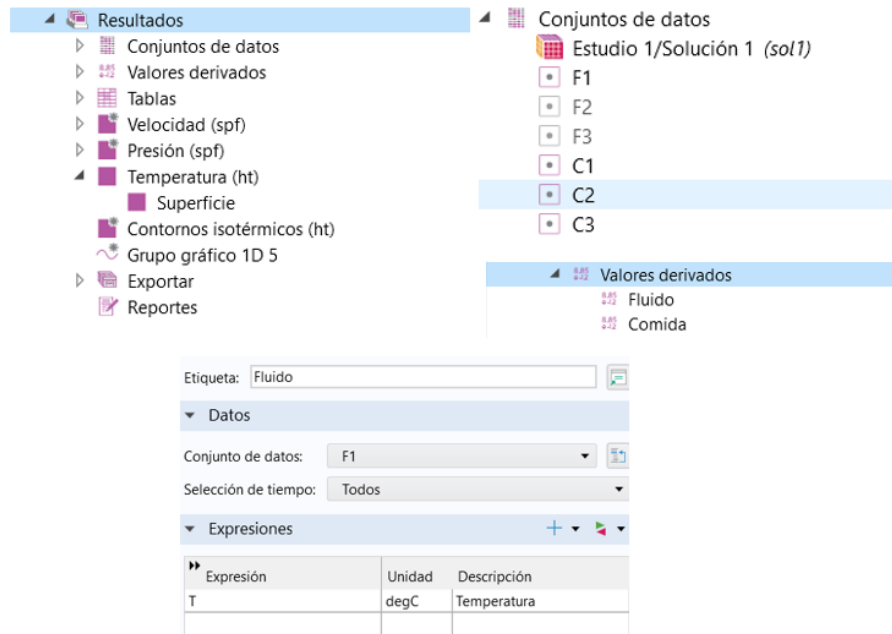 Resultados
Conjuntos de datos
Valores derivados
Tablas
Velocidad (spf)
Presión (spf)
Temperatura (ht)
Superficie
Contornos isotérmicos (ht)
Grupo gráfico 1D 5
Exportar
Reportes
Conjuntos de datos
Estudio 1/Solución 1 (sol1)
F1
F2
F3
C1
C2
C3
Valores derivados
Fluido
Comida
Etiqueta: Fluido
Datos
Conjunto de datos: F1
Selección de tiempo: Todos
Expresiones
Expresión Unidad Descripción
T degC Temperatura